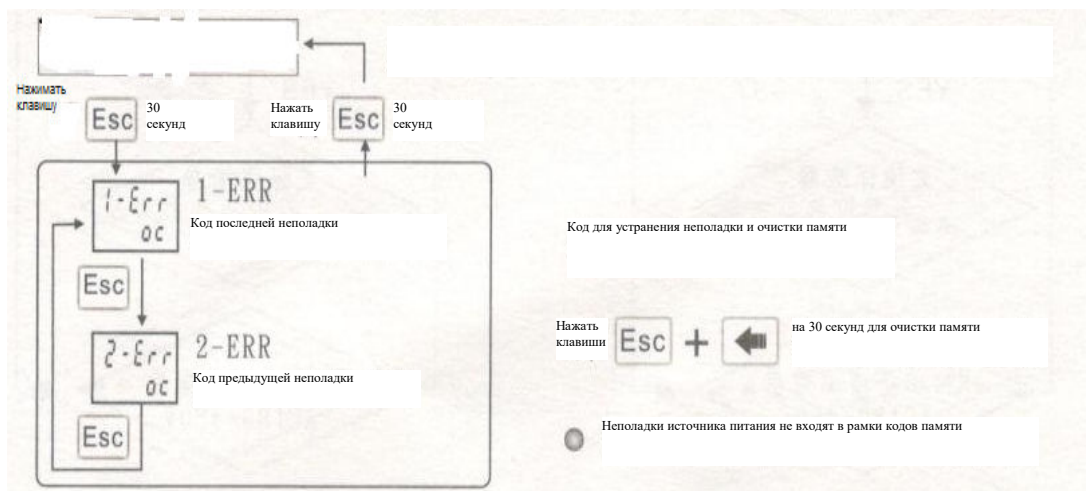 Нажимать
клавишу
Esc
30
секунд
Нажать
клавишу
Esc
30
секунд
1-Err
oc
1-ERR
Код последней неполадки
Esc
2-Err
oc
2-ERR
Код предыдущей неполадки
Esc
Код для устранения неполадки и очистки памяти
Нажать
клавиши
Esc +
на 30 секунд для очистки памяти
Неполадки источника питания не входят в рамки кодов памяти